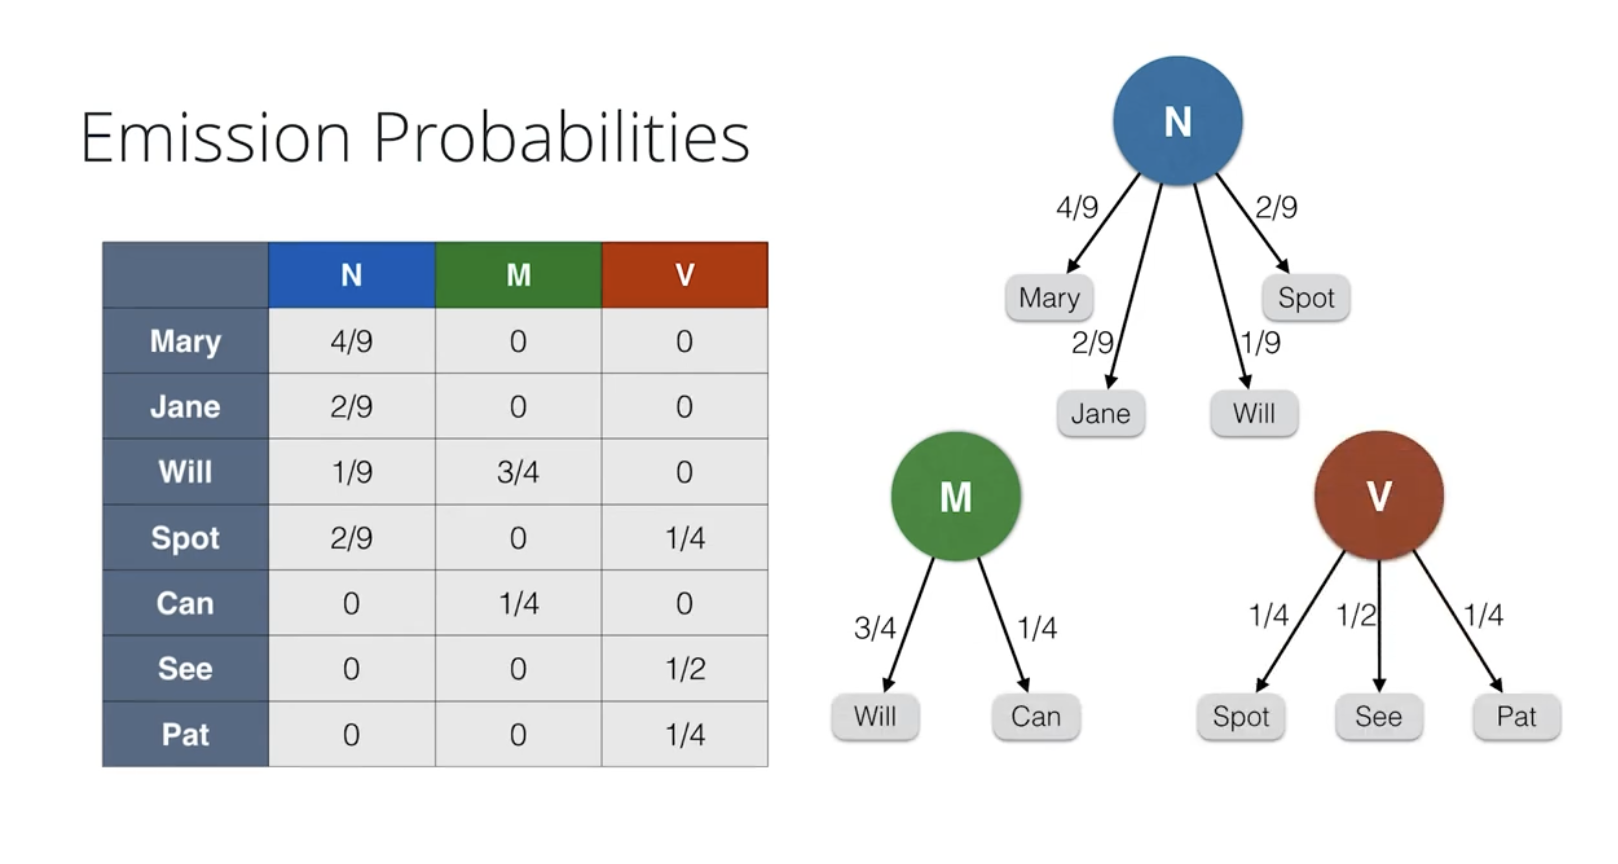 Emission Probabilities
N M V
Mary 4/9 0 0
Jane 2/9 0 0
Will 1/9 3/4 0
Spot 2/9 0 1/4
Can 0 1/4 0
See 0 0 1/2
Pat 0 0 1/4
N
4/9 2/9
Mary Spot
2/9 1/9
Jane Will
M
3/4 1/4
Will Can
V
1/4 1/2 1/4
Spot See Pat